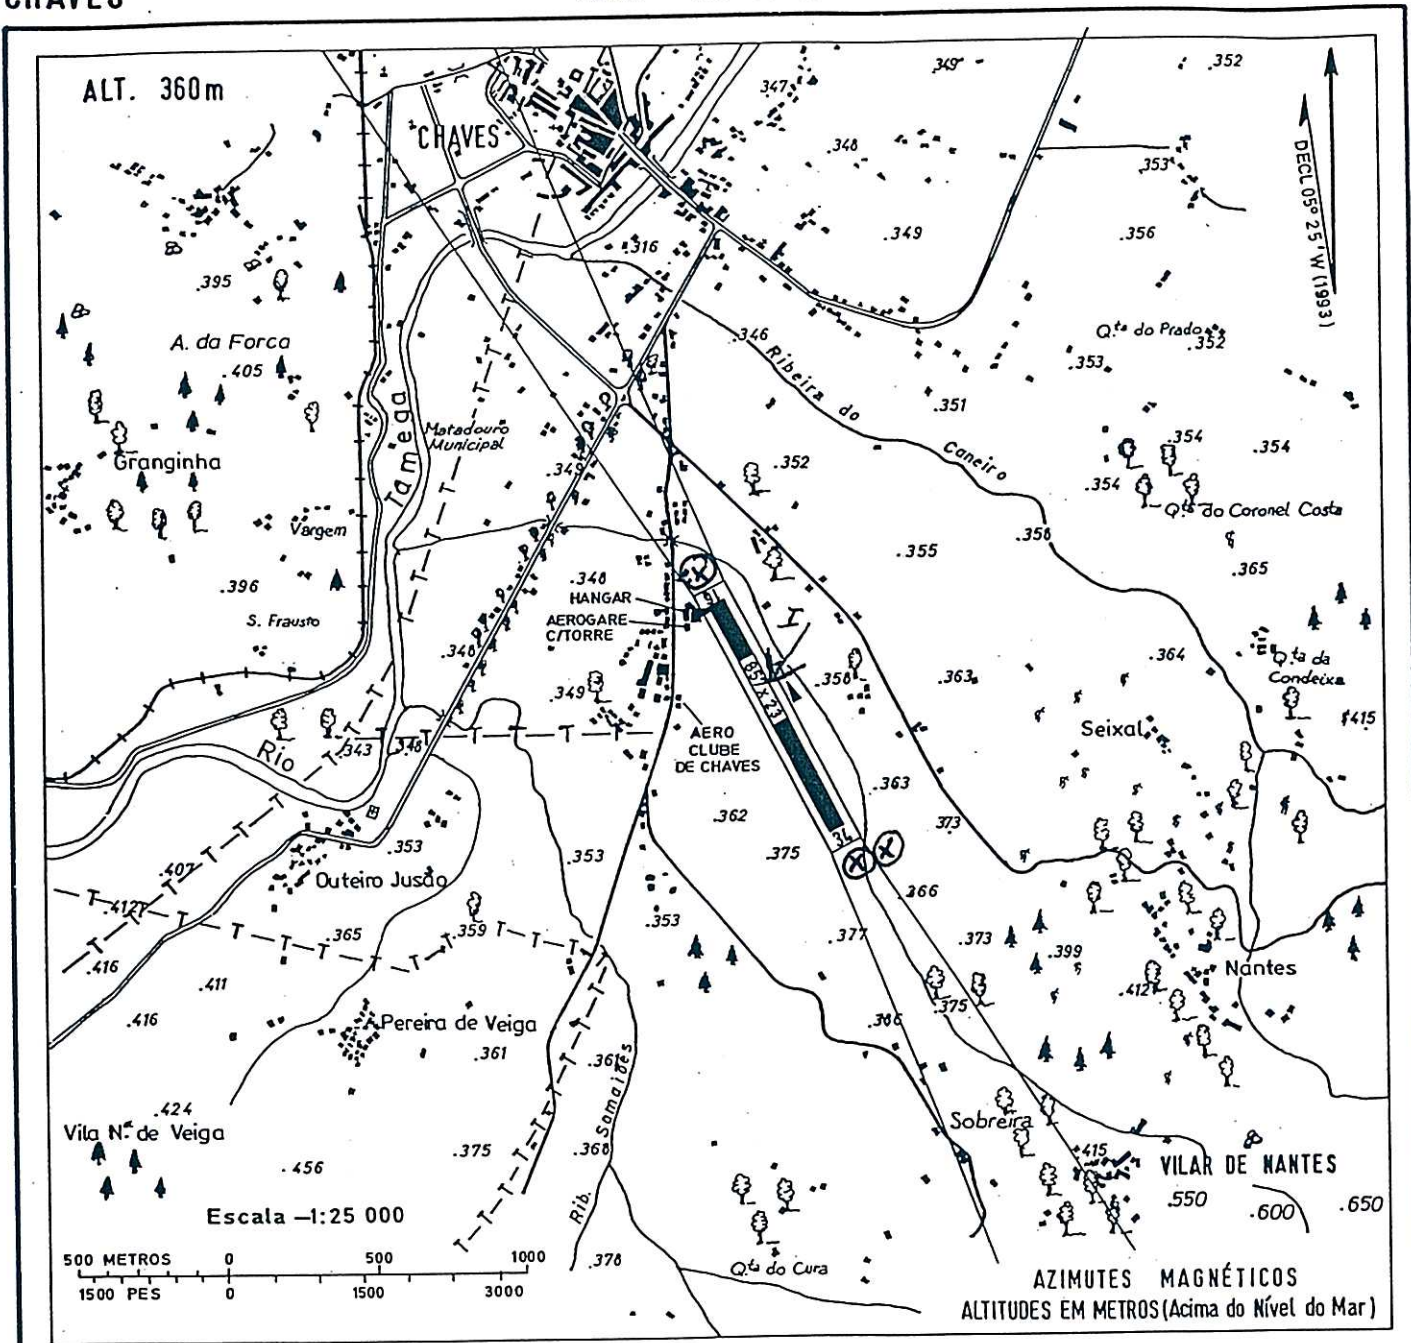 CHAVES
ALT. 360m
CHAVES
.347
.349
.352
.348
.353
DECL 05° 25' W (1993)
.316
.349
.356
.395
A. da Forca
.405
.346
Ribeira do Caneiro
Qta do Prado
.352
.353
.351
Tamega
Matadouro
Municipal
.349
.352
.354
.354
.354
Granginha
Qta do Coronel Costa
Vargem
.355
.358
.365
.396
.348
HANGAR
16
S. Frausto
AEROGARE
C/TORRE
.348
.349
853 x 23
.358
.363
.364
Qta da
Condeixa
.415
Seixal
Rio
.343
.348
AERO
CLUBE
DE CHAVES
.363
.362
.373
34
.353
.353
.375
.407
Outeiro Jusão
.366
.412
.365
.359
.353
.377
.373
.399
.416
.411
.412
Nantes
.416
Pereira de Veiga
.375
.386
.361
.361
Rib. Samaiões
.424
Vila N.ª de Veiga
Sobreira
.456
.375
.368
.415
VILAR DE NANTES
.550
.600
.650
Escala –1:25 000
500 METROS 0 500 1000
1500 PES 0 1500 3000
.378
Qta do Cura
AZIMUTES MAGNÉTICOS
ALTITUDES EM METROS (Acima do Nível do Mar)